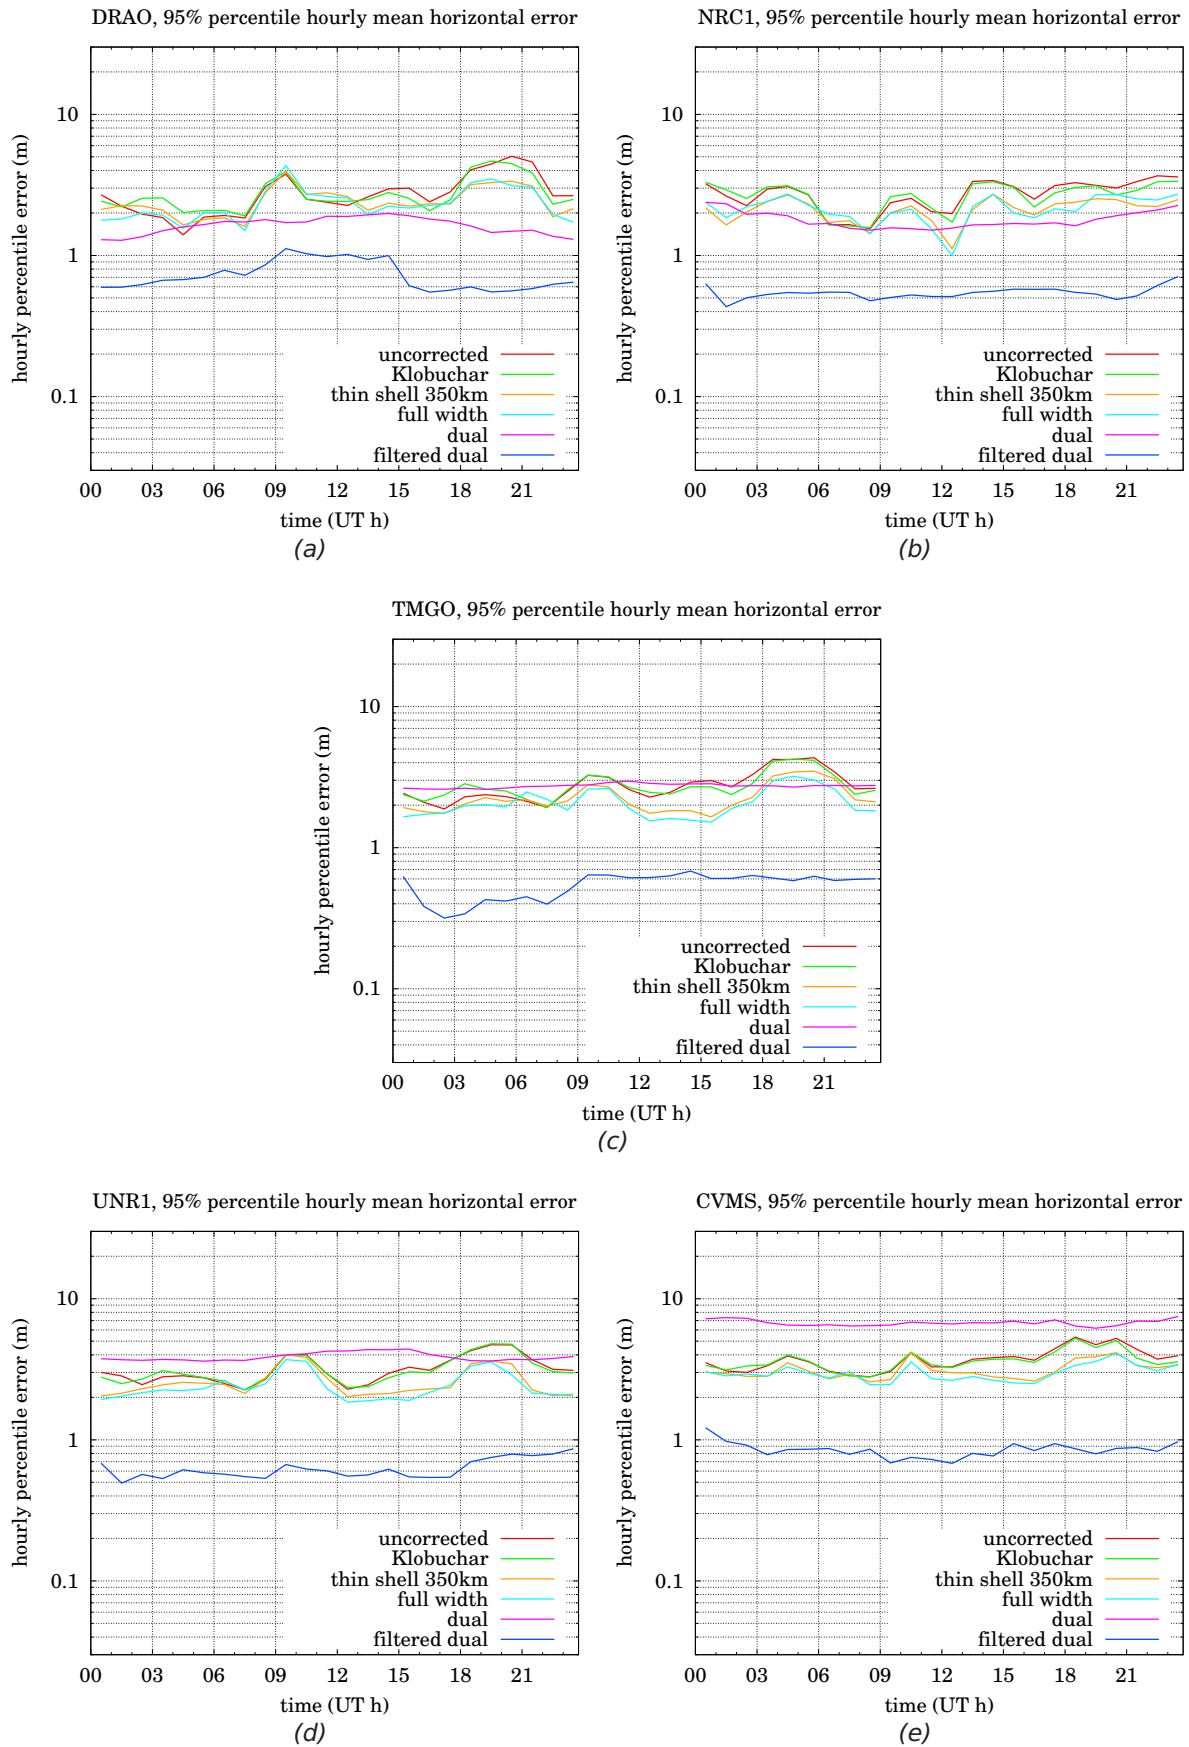 DRAO, 95% percentile hourly mean horizontal error
hourly percentile error (m)
10
1
0.1
uncorrected
Klobuchar
thin shell 350km
full width
dual
filtered dual
00 03 06 09 12 15 18 21
time (UT h)
(a)
NRC1, 95% percentile hourly mean horizontal error
hourly percentile error (m)
10
1
0.1
uncorrected
Klobuchar
thin shell 350km
full width
dual
filtered dual
00 03 06 09 12 15 18 21
time (UT h)
(b)
TMGO, 95% percentile hourly mean horizontal error
hourly percentile error (m)
10
1
0.1
uncorrected
Klobuchar
thin shell 350km
full width
dual
filtered dual
00 03 06 09 12 15 18 21
time (UT h)
(c)
UNR1, 95% percentile hourly mean horizontal error
hourly percentile error (m)
10
1
0.1
uncorrected
Klobuchar
thin shell 350km
full width
dual
filtered dual
00 03 06 09 12 15 18 21
time (UT h)
(d)
CVMS, 95% percentile hourly mean horizontal error
hourly percentile error (m)
10
1
0.1
uncorrected
Klobuchar
thin shell 350km
full width
dual
filtered dual
00 03 06 09 12 15 18 21
time (UT h)
(e)